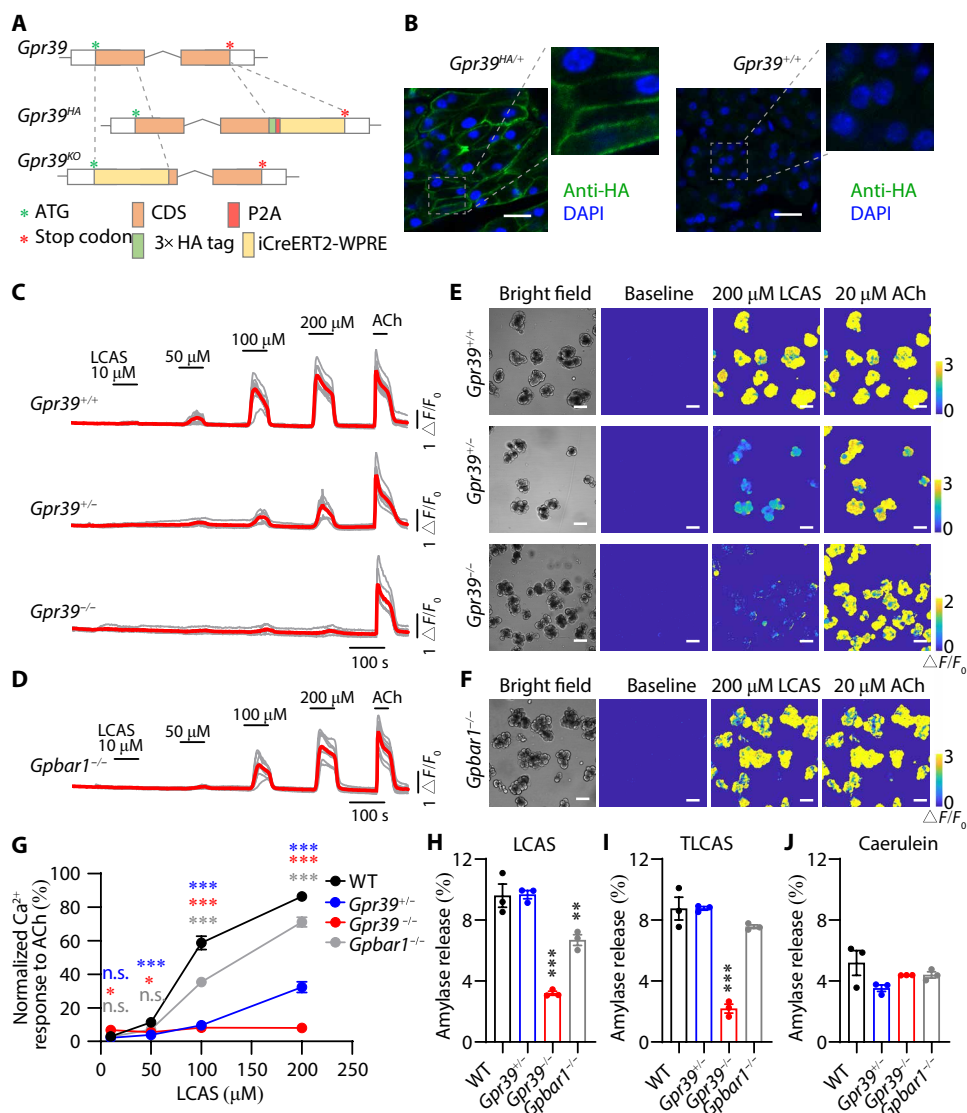 A
Gpr39
* *
Gpr39HA
* *
Gpr39KO
* *
* ATG
CDS
P2A
* Stop codon
3× HA tag
iCreERT2-WPRE
B
Gpr39HA/+
Gpr39+/+
Anti-HA
DAPI
Anti-HA
DAPI
C
LCAS
10 μM
50 μM
100 μM
200 μM
ACh
Gpr39+/+
1 △F/F0
Gpr39+/−
1 △F/F0
Gpr39−/−
1 △F/F0
100 s
D
LCAS
10 μM
50 μM
100 μM
200 μM
ACh
Gpbar1−/−
1 △F/F0
100 s
E
Bright field
Baseline
200 μM LCAS
20 μM ACh
Gpr39+/+
3
0
Gpr39+/−
3
0
Gpr39−/−
2
0
△F/F0
F
Bright field
Baseline
200 μM LCAS
20 μM ACh
Gpbar1−/−
3
0
△F/F0
G
Normalized Ca2+
response to ACh (%)
100
80
60
40
20
0
n.s.
*
n.s.
***
*
n.s.
***
***
***
***
***
***
WT
Gpr39+/−
Gpr39−/−
Gpbar1−/−
0 50 100 150 200 250
LCAS (μM)
H
LCAS
Amylase release (%)
12
8
4
0
***
**
WT
Gpr39+/−
Gpr39−/−
Gpbar1−/−
I
TLCAS
Amylase release (%)
12
8
4
0
***
WT
Gpr39+/−
Gpr39−/−
Gpbar1−/−
J
Caerulein
Amylase release (%)
12
8
4
0
WT
Gpr39+/−
Gpr39−/−
Gpbar1−/−